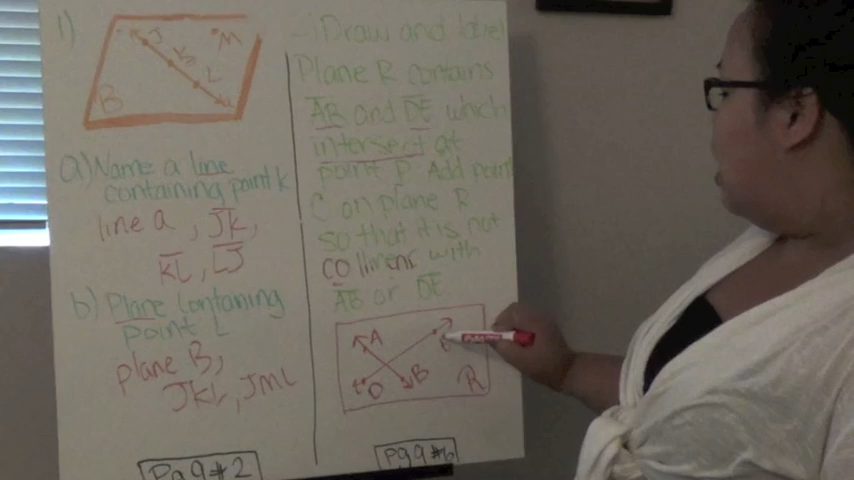 1)
J
K
L
M
B
a) Name a line
containing point k
line a, JK,
KL, LJ
b) Plane Containing
point L
plane B,
JKL, JML
Pg 9 #2
- Draw and label
Plane R contains
AB and DE which
intersect at
point P. Add point
C on plane R
so that it is not
collinear with
AB or DE
A
D
B
R
Pg 9 #6